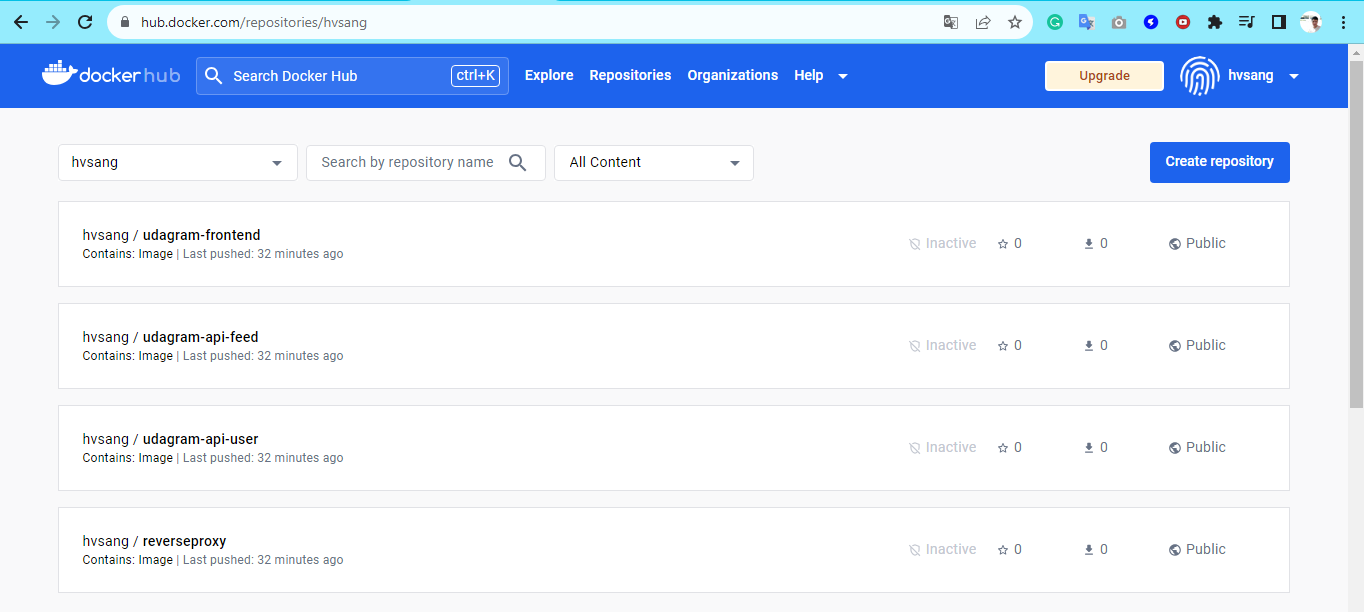 hub.docker.com/repositories/hvsang
docker hub Search Docker Hub ctrl+K Explore Repositories Organizations Help Upgrade hvsang
hvsang Search by repository name All Content Create repository
hvsang / udagram-frontend
Contains: Image | Last pushed: 32 minutes ago
Inactive 0 0 Public
hvsang / udagram-api-feed
Contains: Image | Last pushed: 32 minutes ago
Inactive 0 0 Public
hvsang / udagram-api-user
Contains: Image | Last pushed: 32 minutes ago
Inactive 0 0 Public
hvsang / reverseproxy
Contains: Image | Last pushed: 32 minutes ago
Inactive 0 0 Public